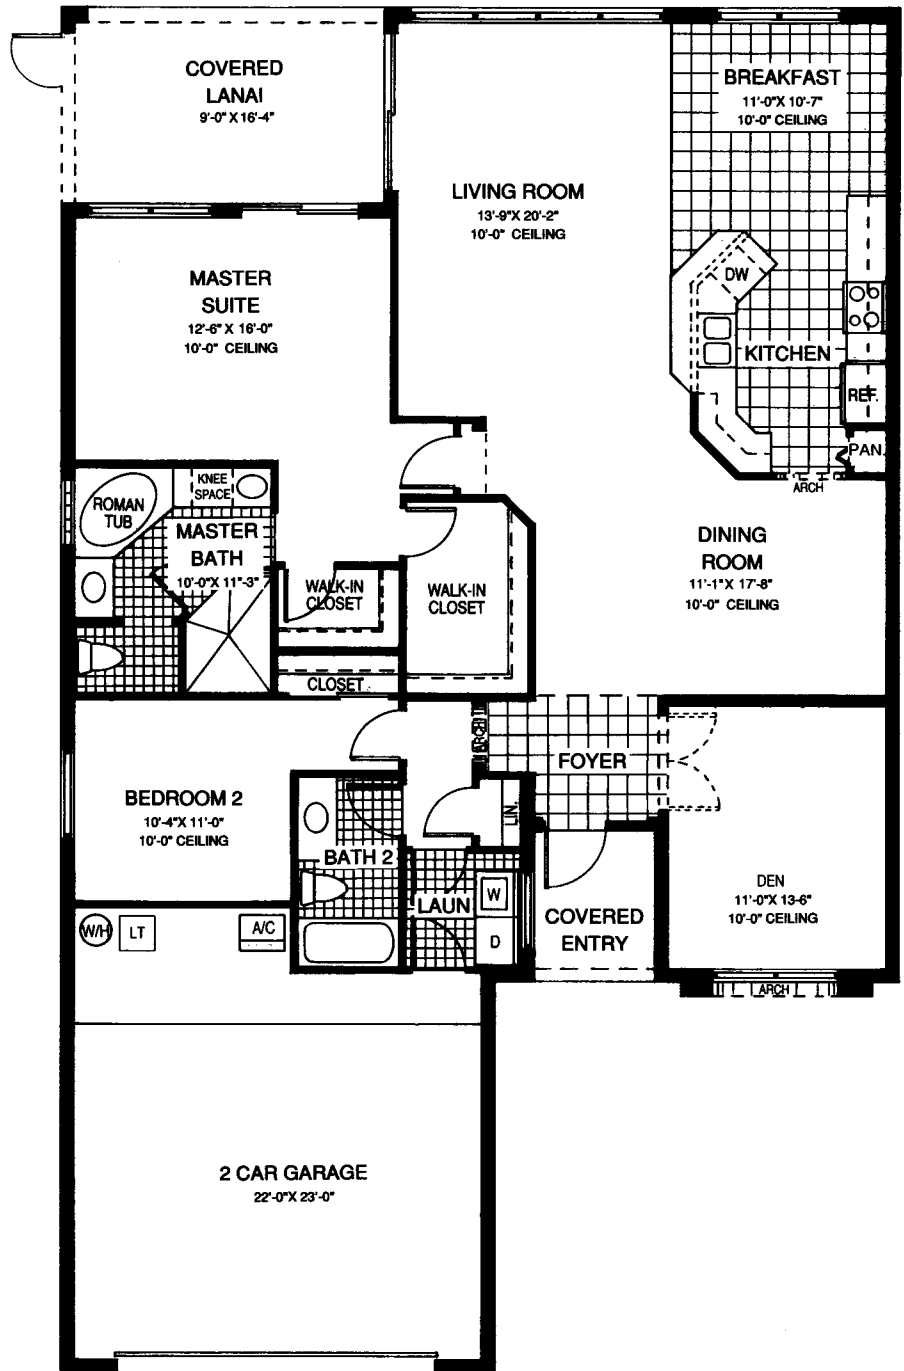 COVERED
LANAI
9'-0" X 16'-4"
BREAKFAST
11'-0"X 10'-7"
10'-0" CEILING
LIVING ROOM
13'-9"X 20'-2"
10'-0" CEILING
MASTER
SUITE
12'-6" X 16'-0"
10'-0" CEILING
DW
KITCHEN
REF.
PAN.
ARCH
KNEE
SPACE
ROMAN
TUB
MASTER
BATH
10'-0"X 11'-3"
WALK-IN
CLOSET
WALK-IN
CLOSET
DINING
ROOM
11'-1"X 17'-8"
10'-0" CEILING
CLOSET
ARCH
FOYER
BEDROOM 2
10'-4"X 11'-0"
10'-0" CEILING
LIN.
BATH 2
LAUN
W
D
DEN
11'-0"X 13'-6"
10'-0" CEILING
COVERED
ENTRY
W/H
LT
A/C
ARCH
2 CAR GARAGE
22'-0"X 23'-0"